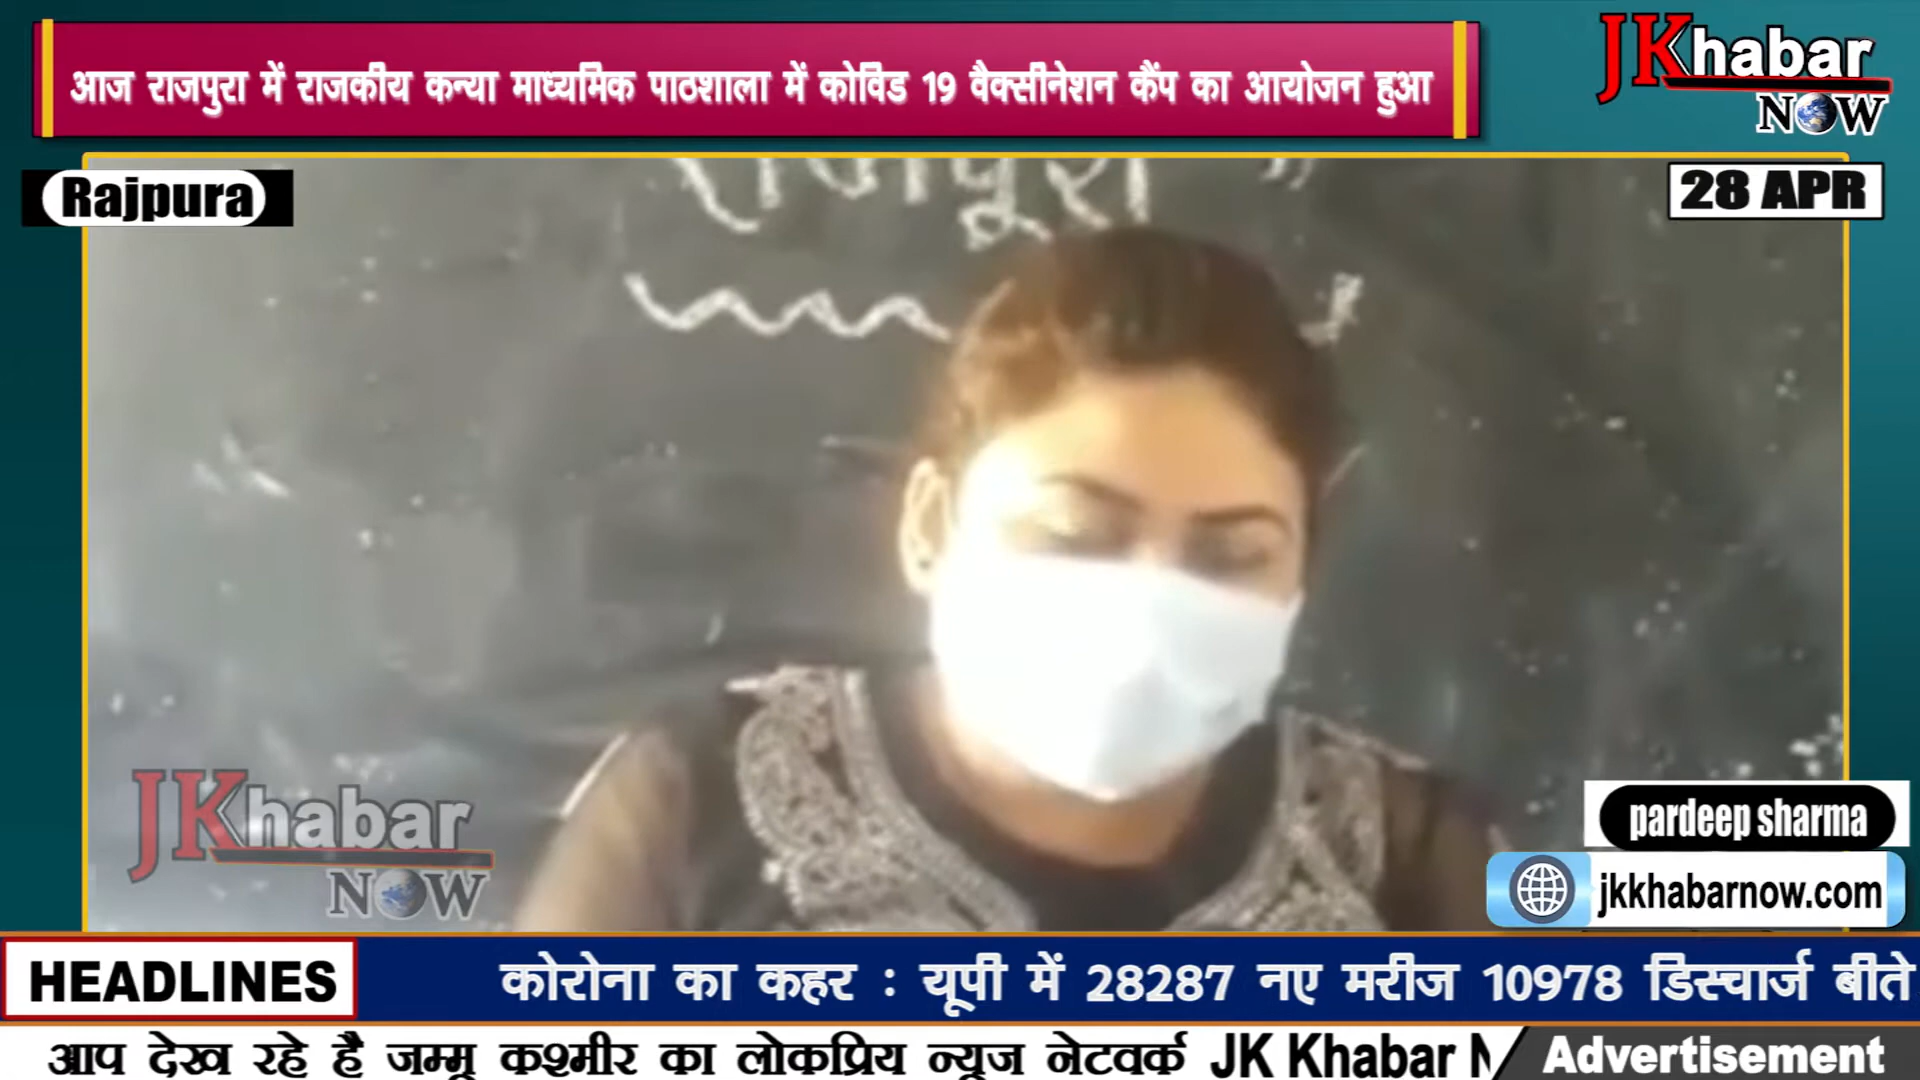 आज राजपुरा में राजकीय कन्या माध्यमिक पाठशाला में कोविड 19 वैक्सीनेशन कैंप का आयोजन हुआ
JKhabar
NOW
Rajpura
28 APR
राजपुरा "
JKhabar
NOW
pardeep sharma
jkkhabarnow.com
HEADLINES
कोरोना का कहर : यूपी में 28287 नए मरीज 10978 डिस्चार्ज बीते
आप देख रहे है जम्मू कश्मीर का लोकप्रिय न्यूज नेटवर्क JK Khabar N
Advertisement